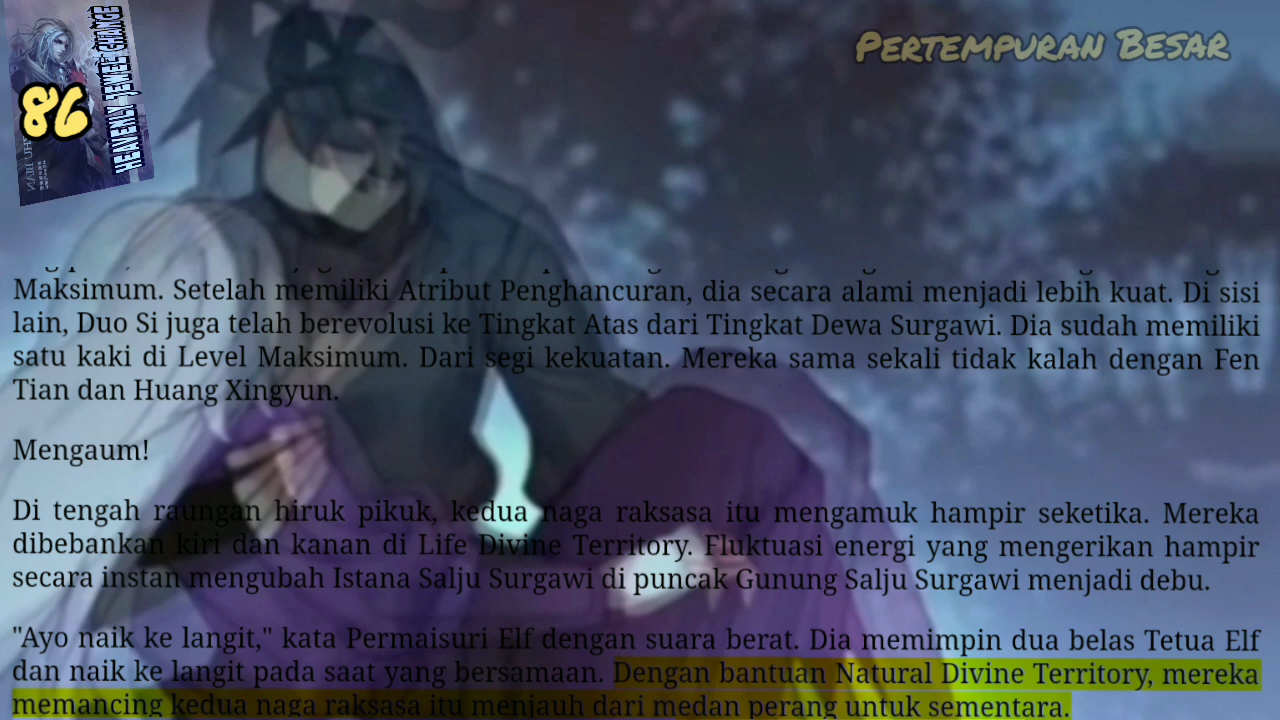 HEAVENLY JEWEL CHANGE
86
Pertempuran Besar
Maksimum. Setelah memiliki Atribut Penghancuran, dia secara alami menjadi lebih kuat. Di sisi
lain, Duo Si juga telah berevolusi ke Tingkat Atas dari Tingkat Dewa Surgawi. Dia sudah memiliki
satu kaki di Level Maksimum. Dari segi kekuatan. Mereka sama sekali tidak kalah dengan Fen
Tian dan Huang Xingyun.
Mengaum!
Di tengah raungan hiruk pikuk, kedua naga raksasa itu mengamuk hampir seketika. Mereka
dibebankan kiri dan kanan di Life Divine Territory. Fluktuasi energi yang mengerikan hampir
secara instan mengubah Istana Salju Surgawi di puncak Gunung Salju Surgawi menjadi debu.
"Ayo naik ke langit," kata Permaisuri Elf dengan suara berat. Dia memimpin dua belas Tetua Elf
dan naik ke langit pada saat yang bersamaan. Dengan bantuan Natural Divine Territory, mereka
memancing kedua naga raksasa itu menjauh dari medan perang untuk sementara.